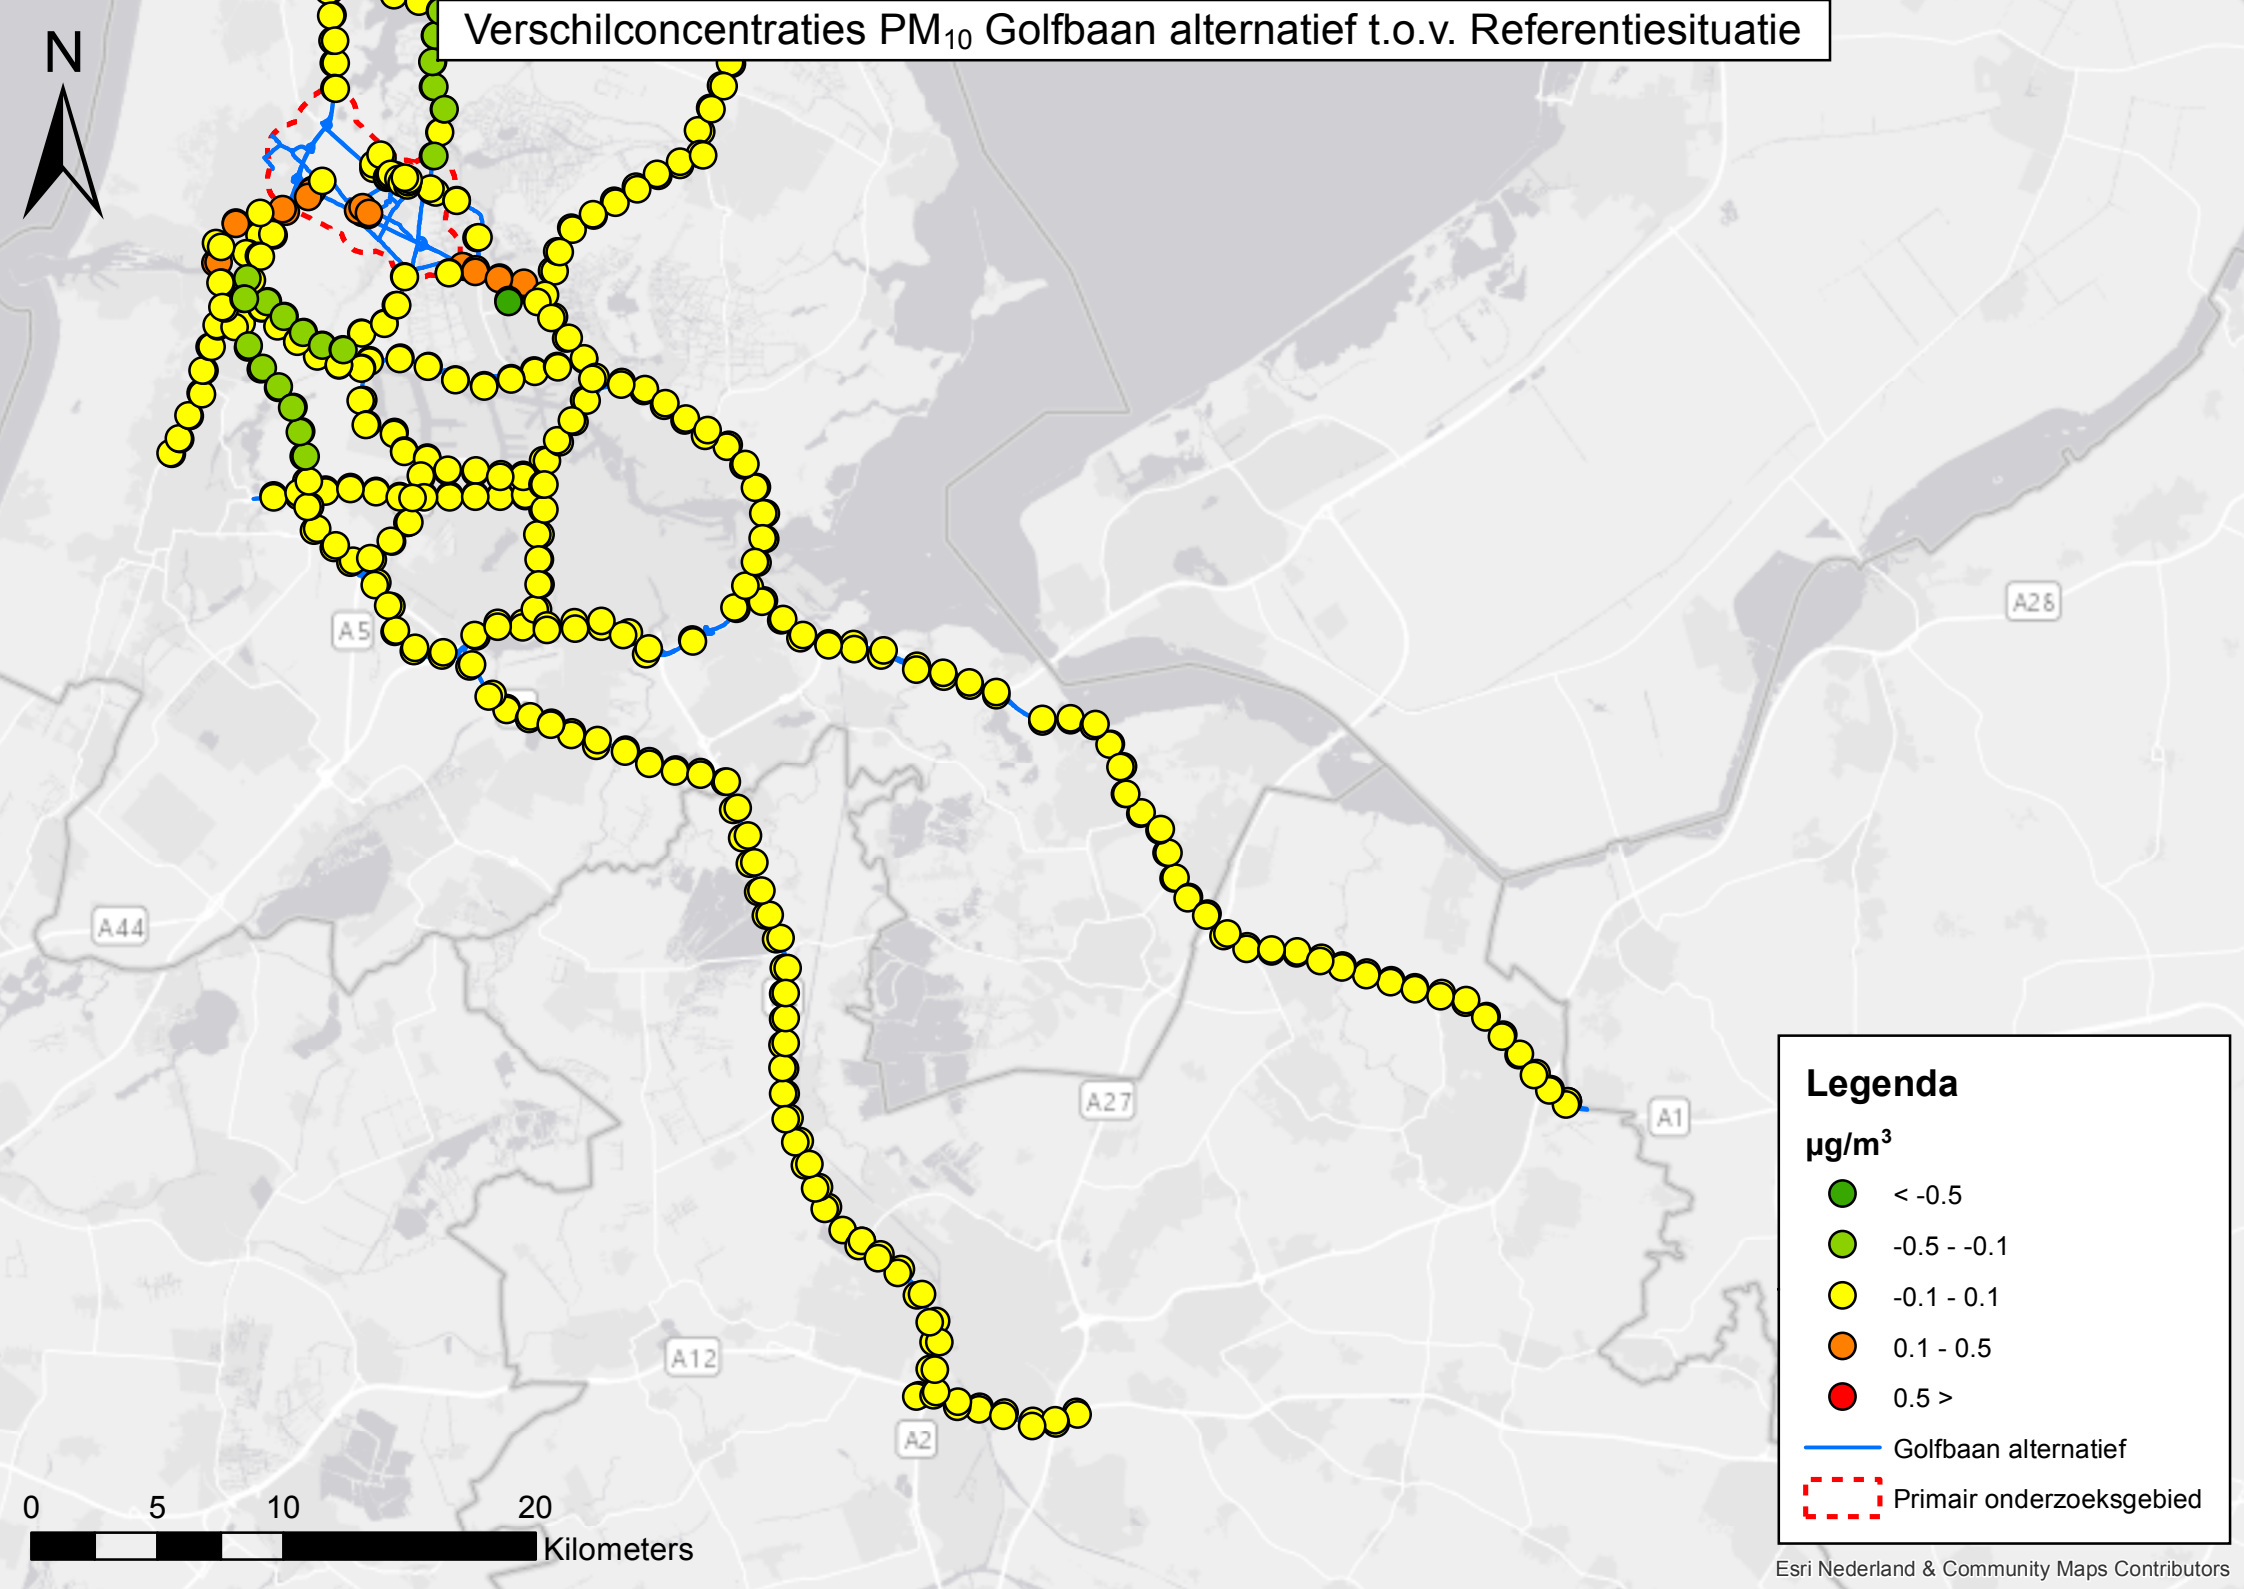 Verschilconcentraties PM₁₀ Golfbaan alternatief t.o.v. Referentiesituatie
N
A5
A28
A44
A27
A1
A12
A2
Legenda
µg/m³
< -0.5
-0.5 - -0.1
-0.1 - 0.1
0.1 - 0.5
0.5 >
Golfbaan alternatief
Primair onderzoeksgebied
0 5 10 20
Kilometers
Esri Nederland & Community Maps Contributors